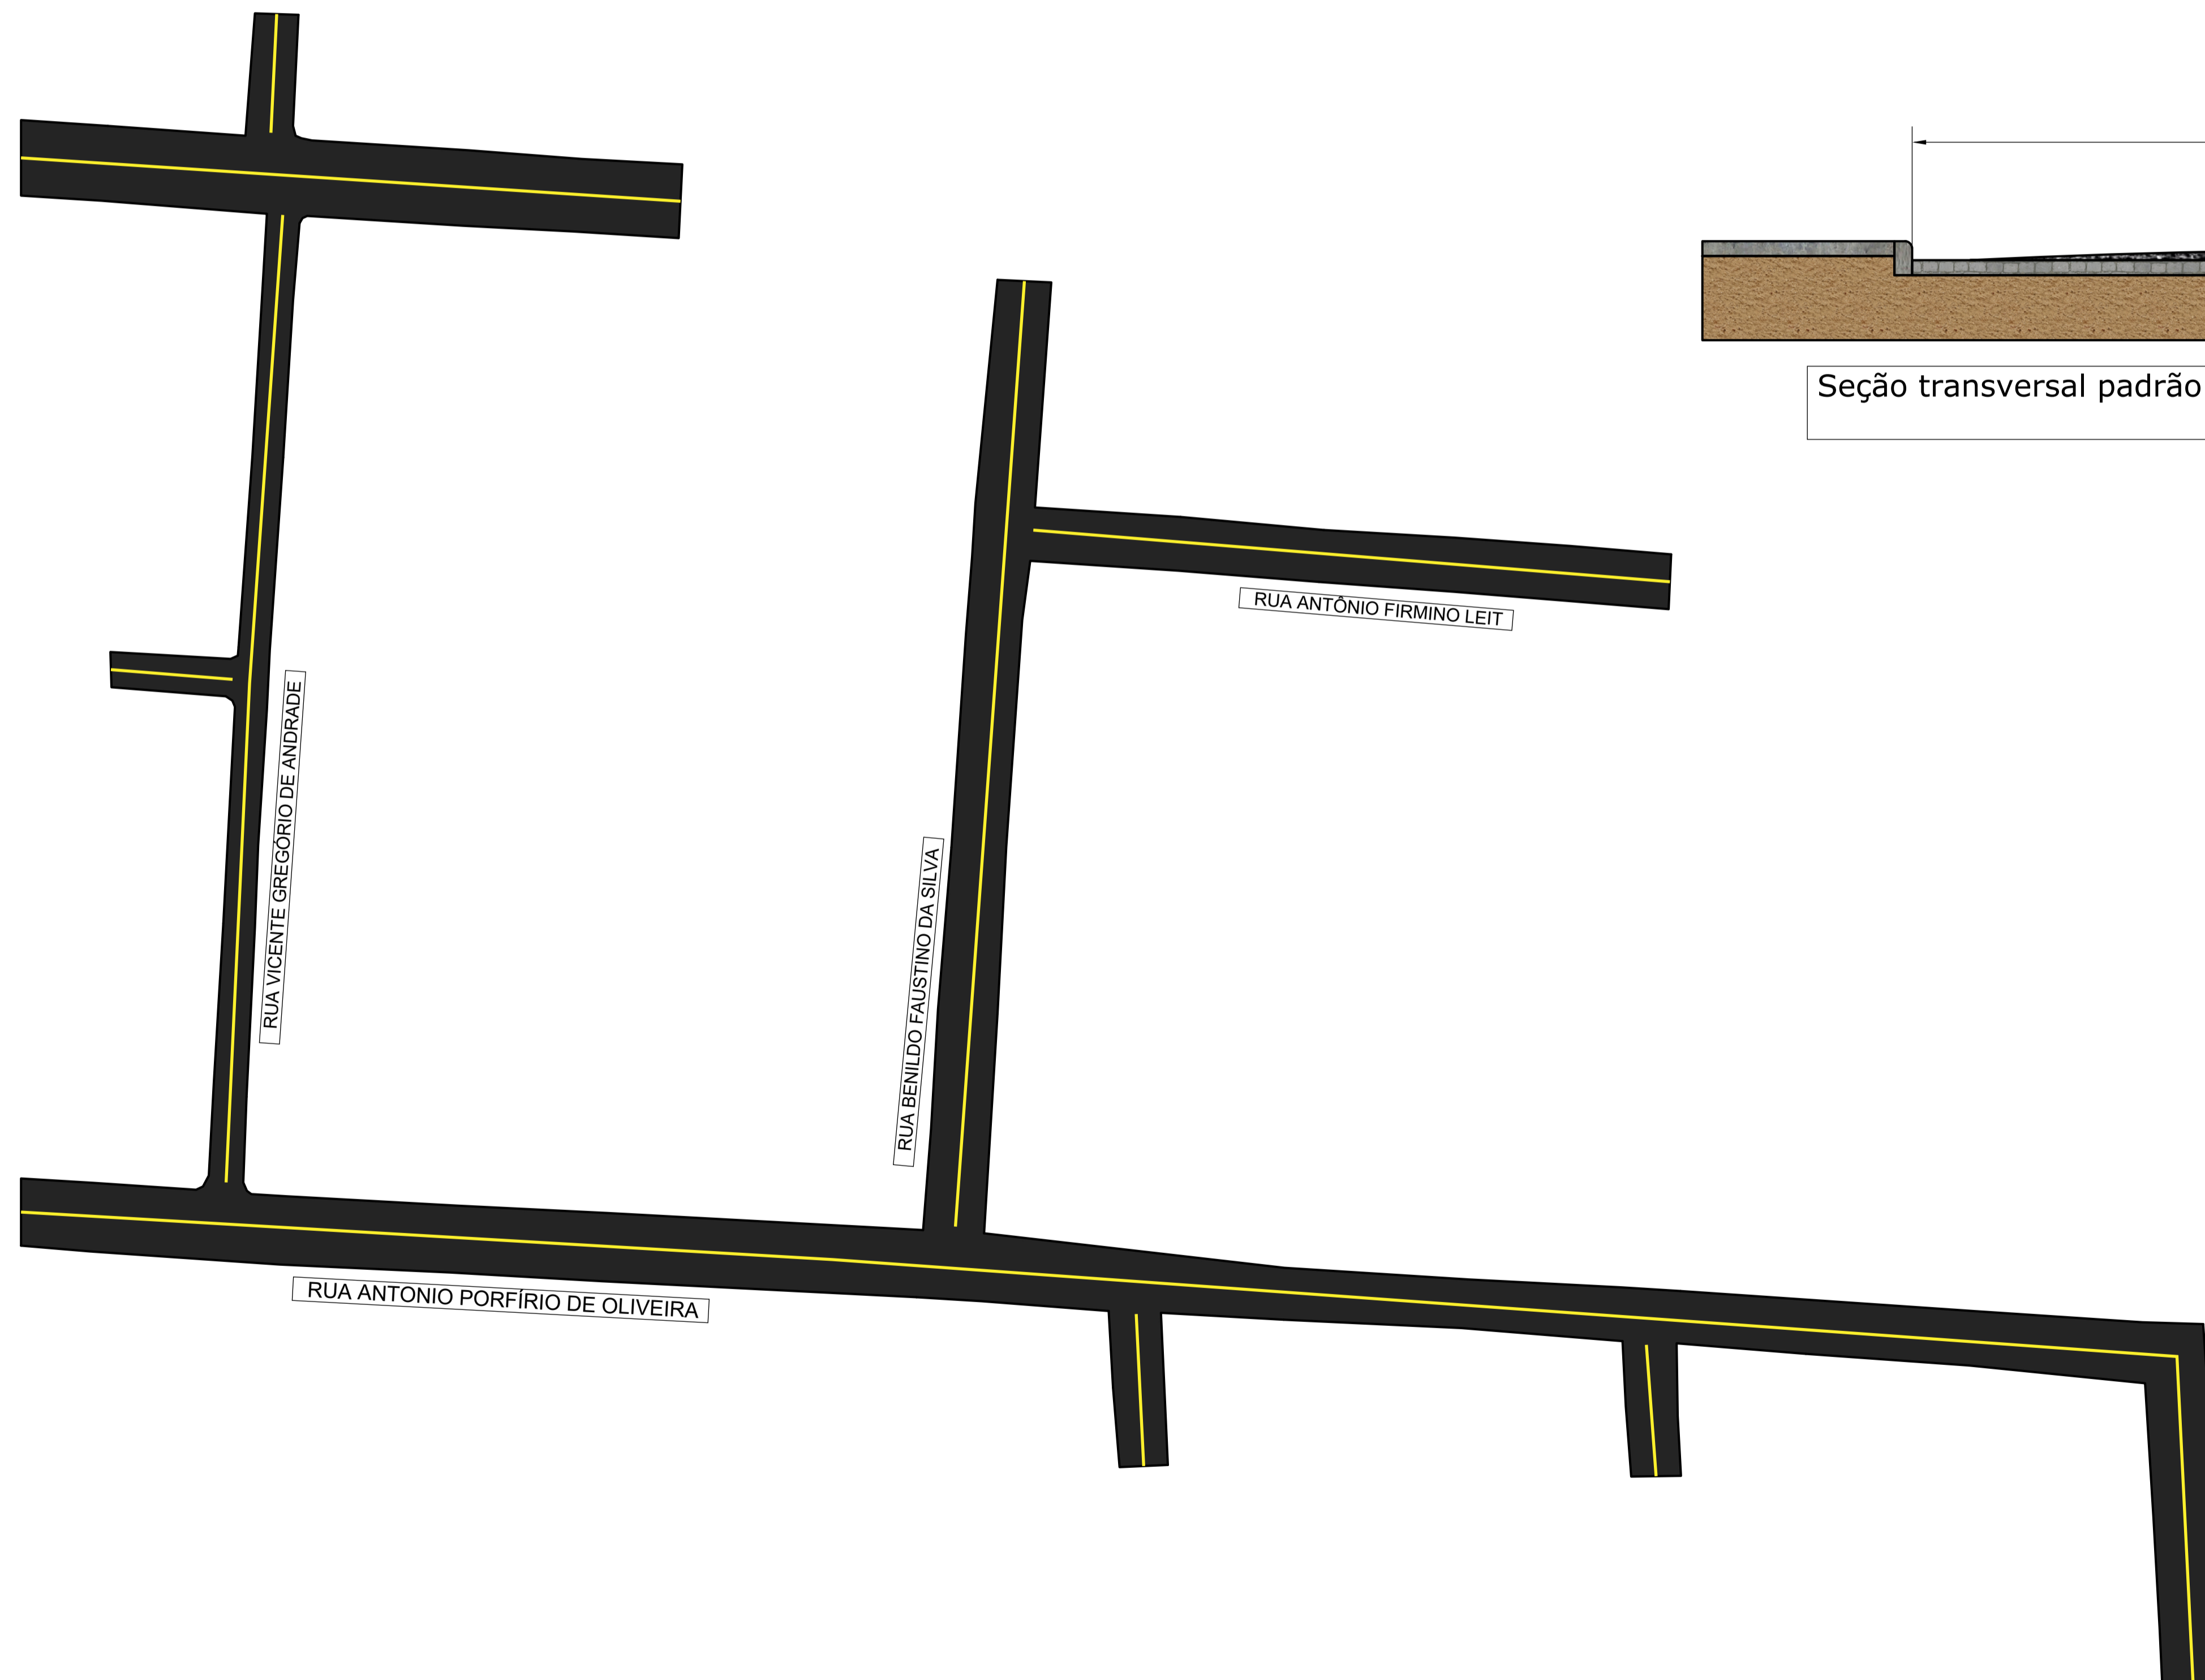 Seção transversal padrão
RUA ANTÔNIO FIRMINO LEIT
RUA VICENTE GREGÓRIO DE ANDRADE
RUA BENILDO FAUSTINO DA SILVA
RUA ANTONIO PORFÍRIO DE OLIVEIRA